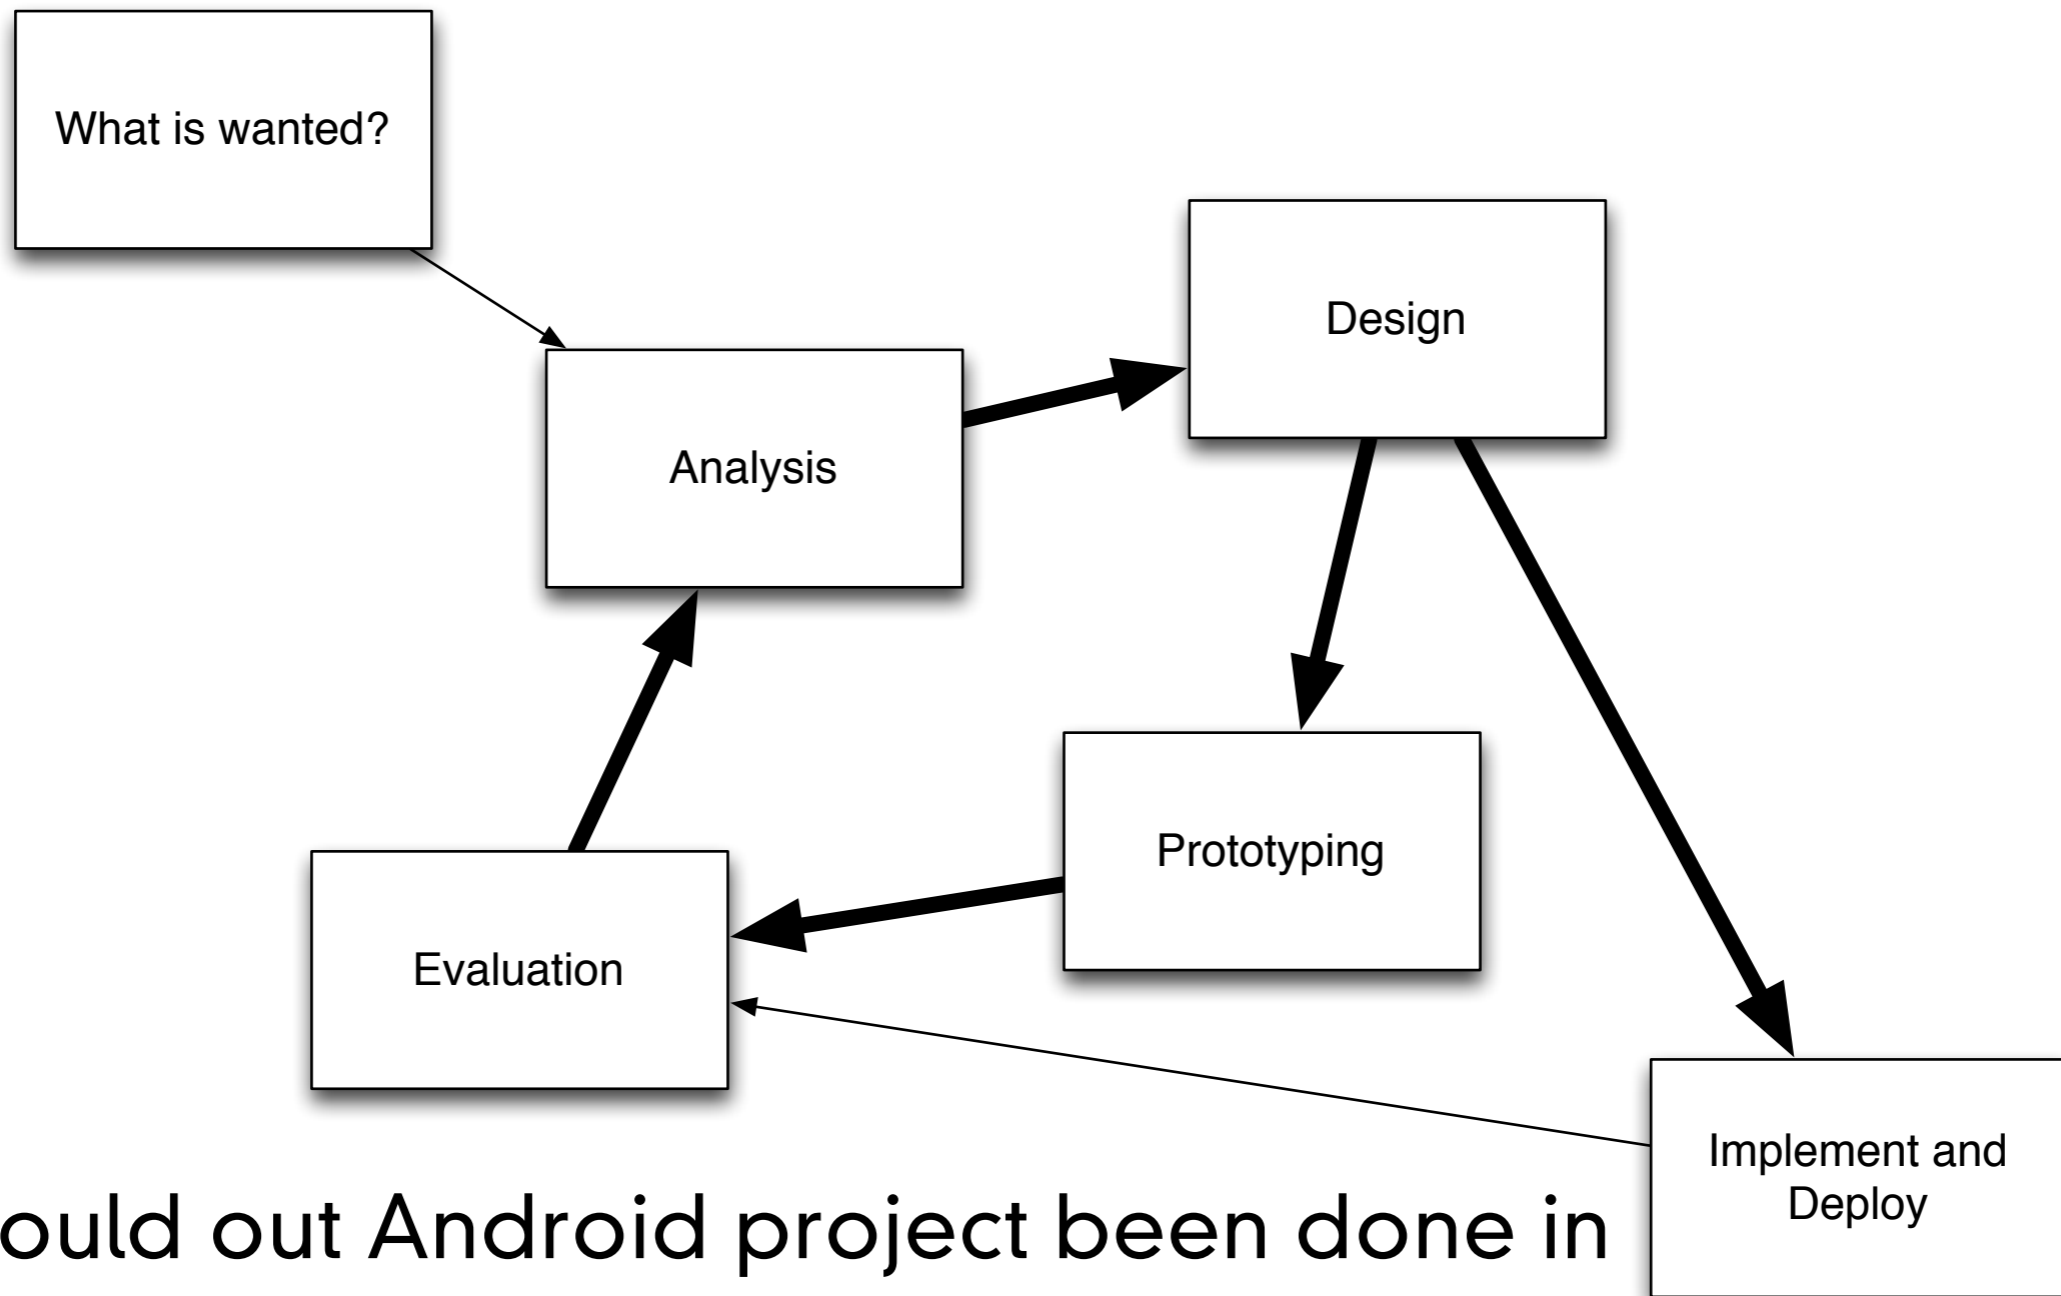 What is wanted?
Design
Analysis
Prototyping
Evaluation
Implement and
Deploy
ould out Android project been done in